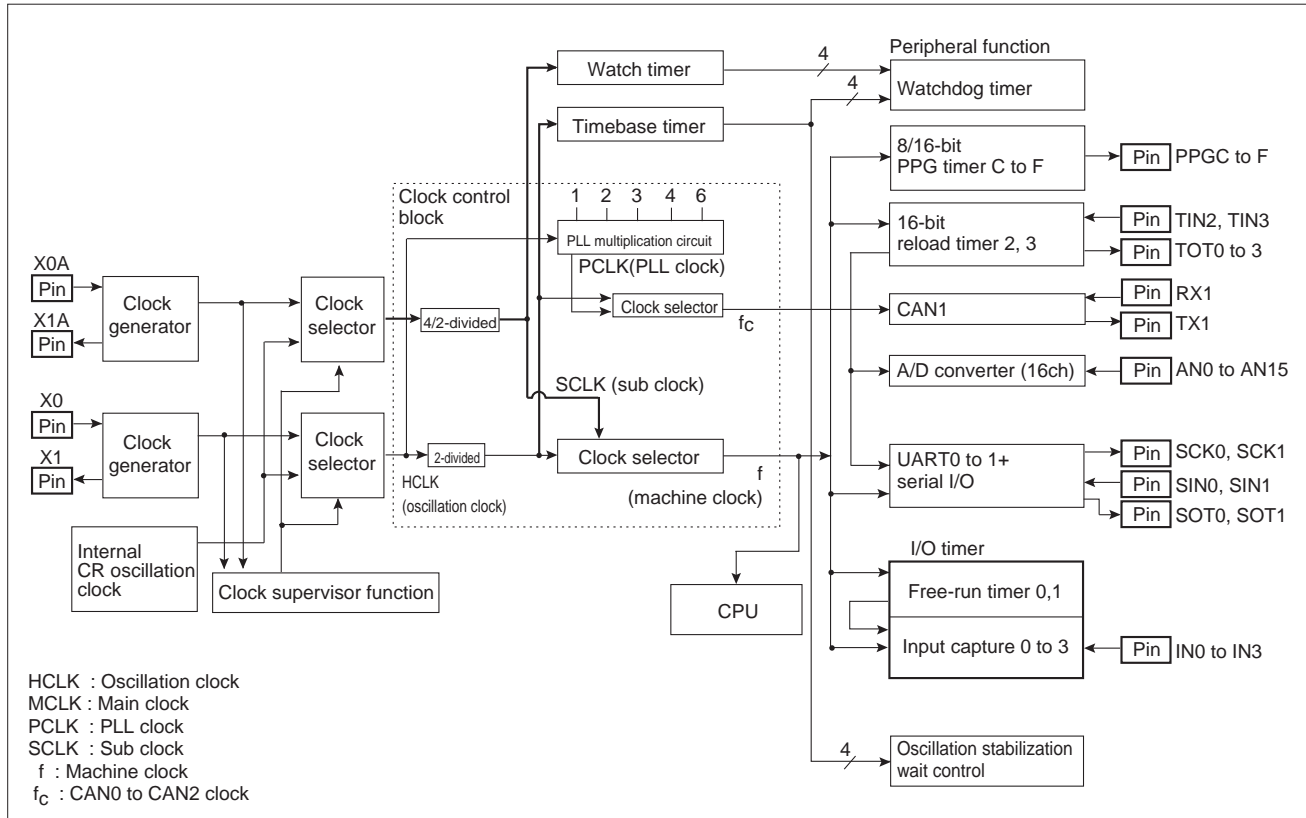 Peripheral function
Watch timer
4
Watchdog timer
4
Timebase timer
8/16-bit
PPG timer C to F
Pin
PPGC to F
Clock control
block
1 2 3 4 6
PLL multiplication circuit
PCLK(PLL clock)
16-bit
reload timer 2, 3
Pin
TIN2, TIN3
Pin
TOT0 to 3
X0A
Pin
X1A
Pin
Clock
generator
Clock
selector
4/2-divided
Clock selector
fC
CAN1
Pin
RX1
Pin
TX1
SCLK (sub clock)
A/D converter (16ch)
Pin
AN0 to AN15
X0
Pin
X1
Pin
Clock
generator
Clock
selector
2-divided
HCLK
(oscillation clock)
Clock selector
f
(machine clock)
UART0 to 1+
serial I/O
Pin
SCK0, SCK1
Pin
SIN0, SIN1
Pin
SOT0, SOT1
Internal
CR oscillation
clock
Clock supervisor function
CPU
I/O timer
Free-run timer 0,1
Input capture 0 to 3
Pin
IN0 to IN3
4
Oscillation stabilization
wait control
HCLK : Oscillation clock
MCLK : Main clock
PCLK : PLL clock
SCLK : Sub clock
f : Machine clock
fC : CAN0 to CAN2 clock